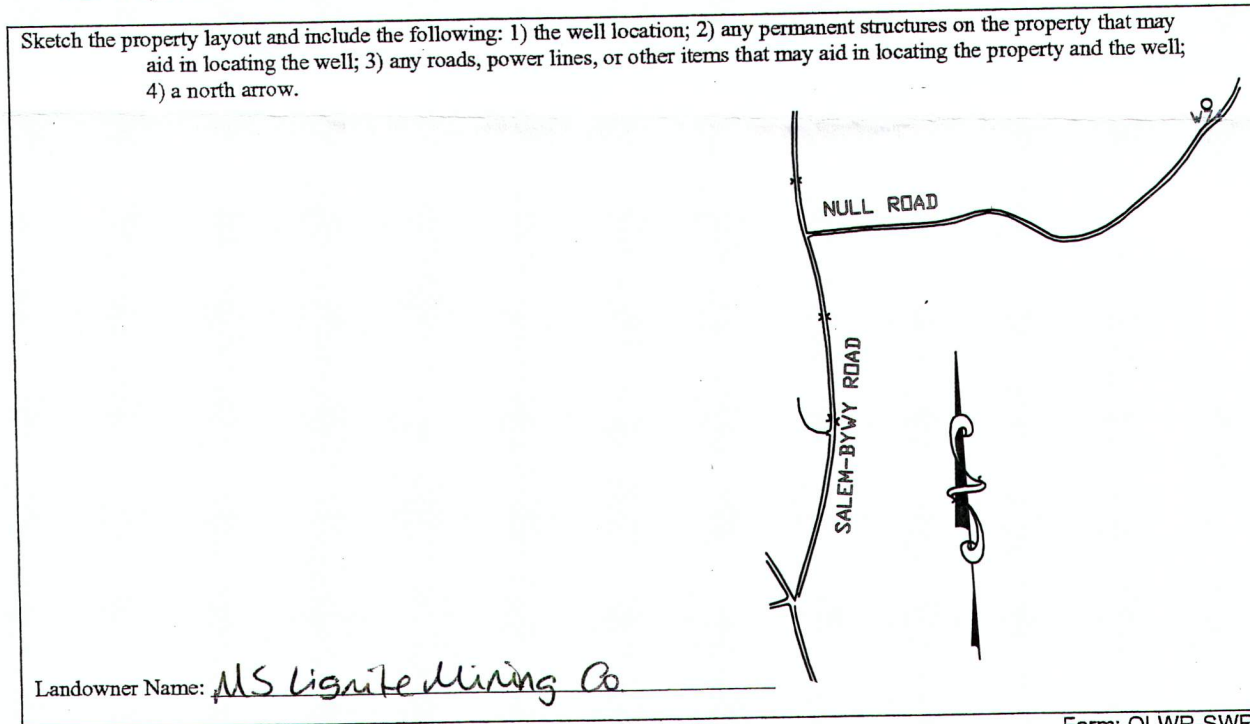 Sketch the property layout and include the following: 1) the well location; 2) any permanent structures on the property that may
aid in locating the well; 3) any roads, power lines, or other items that may aid in locating the property and the well;
4) a north arrow.
NULL ROAD
SALEM-BYWY ROAD
Landowner Name: MS Lignite Mining Co